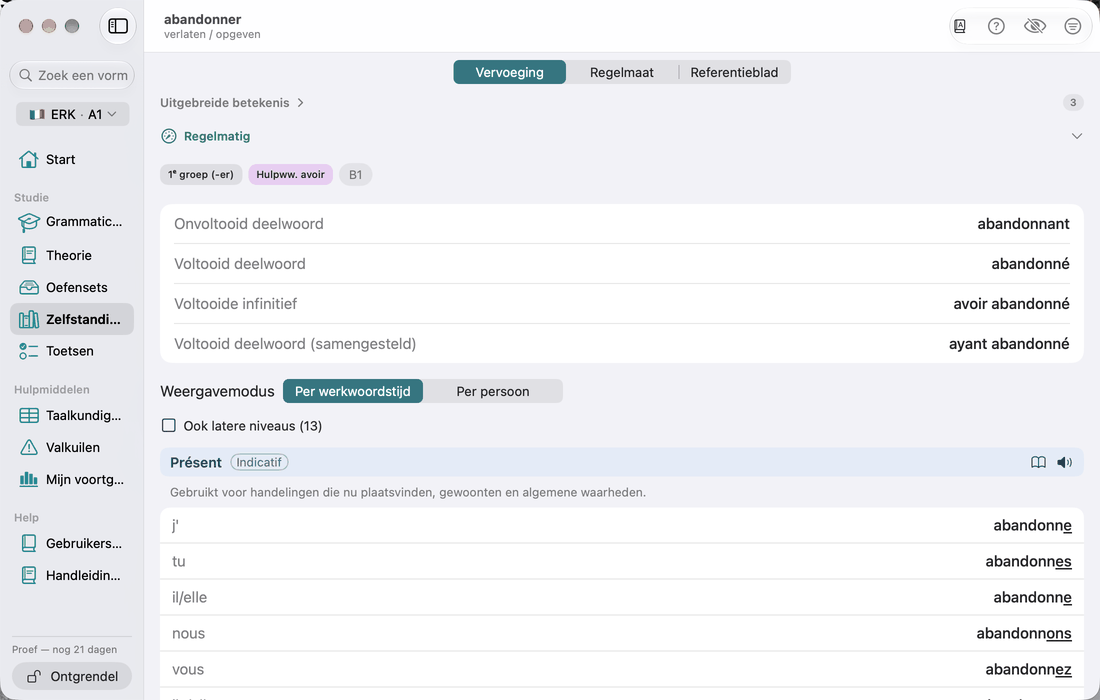 abandonner
verlaten / opgeven
Zoek een vorm
ERK · A1
Start
Studie
Grammatic...
Theorie
Oefensets
Zelfstandi...
Toetsen
Hulpmiddelen
Taalkundig...
Valkuilen
Mijn voortg...
Help
Gebruikers...
Handleidin...
Proef — nog 21 dagen
Ontgrendel
Vervoeging
Regelmaat
Referentieblad
Uitgebreide betekenis
3
Regelmatig
1ᵉ groep (-er)
Hulpww. avoir
B1
Onvoltooid deelwoord
abandonnant
Voltooid deelwoord
abandonné
Voltooide infinitief
avoir abandonné
Voltooid deelwoord (samengesteld)
ayant abandonné
Weergavemodus
Per werkwoordstijd
Per persoon
Ook latere niveaus (13)
Présent
Indicatif
Gebruikt voor handelingen die nu plaatsvinden, gewoonten en algemene waarheden.
j'
abandonne
tu
abandonnes
il/elle
abandonne
nous
abandonnons
vous
abandonnez